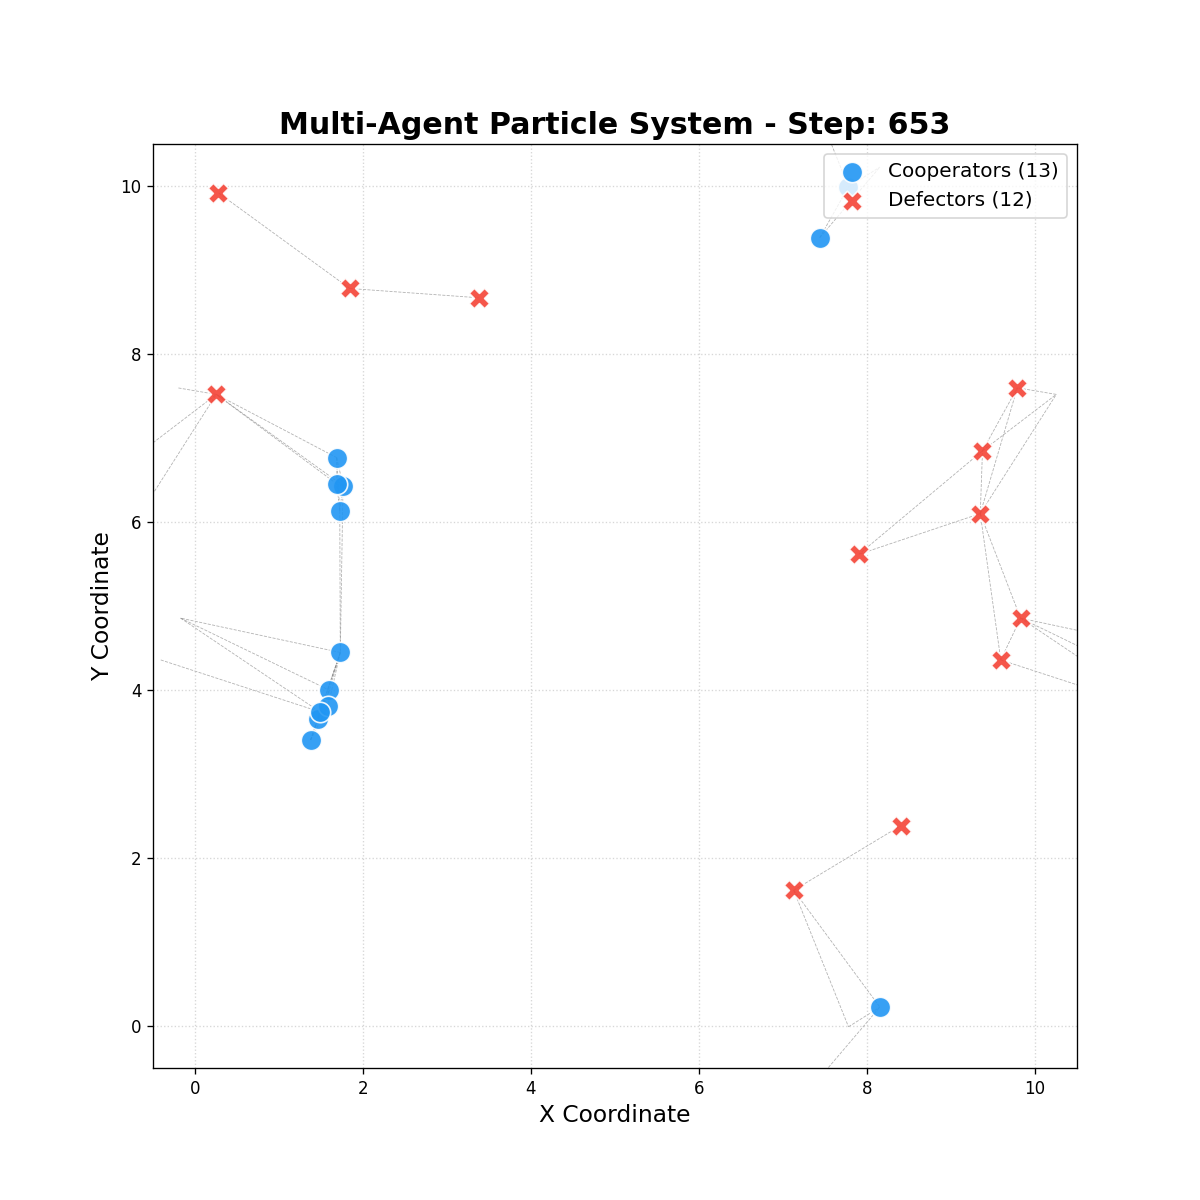 Multi-Agent Particle System - Step: 653
Cooperators (13)
Defectors (12)
10
8
6
4
2
0
Y Coordinate
0 2 4 6 8 10
X Coordinate